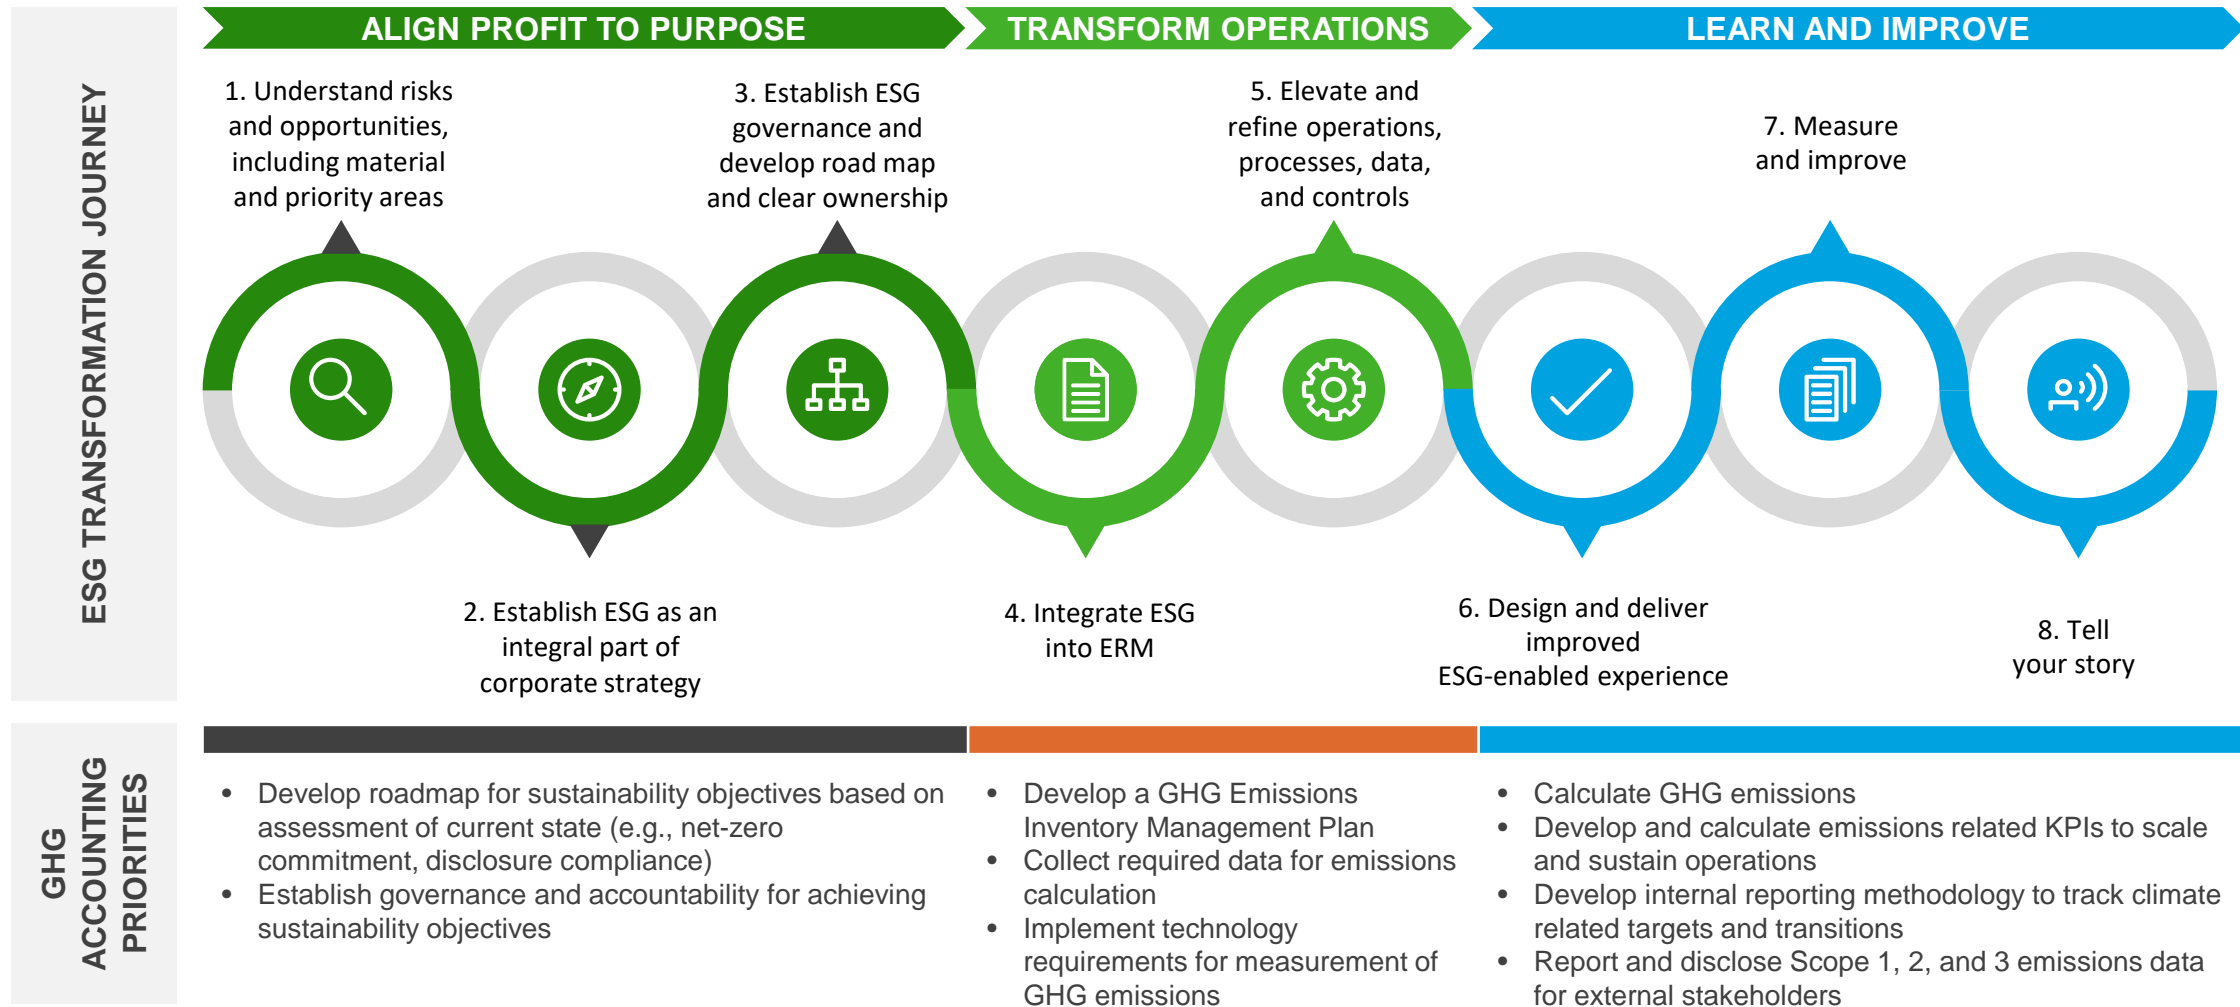 ALIGN PROFIT TO PURPOSE
TRANSFORM OPERATIONS
LEARN AND IMPROVE
ESG TRANSFORMATION JOURNEY
1. Understand risks
and opportunities,
including material
and priority areas
3. Establish ESG
governance and
develop road map
and clear ownership
5. Elevate and
refine operations,
processes, data,
and controls
7. Measure
and improve
2. Establish ESG as an
integral part of
corporate strategy
4. Integrate ESG
into ERM
6. Design and deliver
improved
ESG-enabled experience
8. Tell
your story
GHG
ACCOUNTING
PRIORITIES
• Develop roadmap for sustainability objectives based on
assessment of current state (e.g., net-zero
commitment, disclosure compliance)
• Establish governance and accountability for achieving
sustainability objectives
• Develop a GHG Emissions
Inventory Management Plan
• Collect required data for emissions
calculation
• Implement technology
requirements for measurement of
GHG emissions
• Calculate GHG emissions
• Develop and calculate emissions related KPIs to scale
and sustain operations
• Develop internal reporting methodology to track climate
related targets and transitions
• Report and disclose Scope 1, 2, and 3 emissions data
for external stakeholders